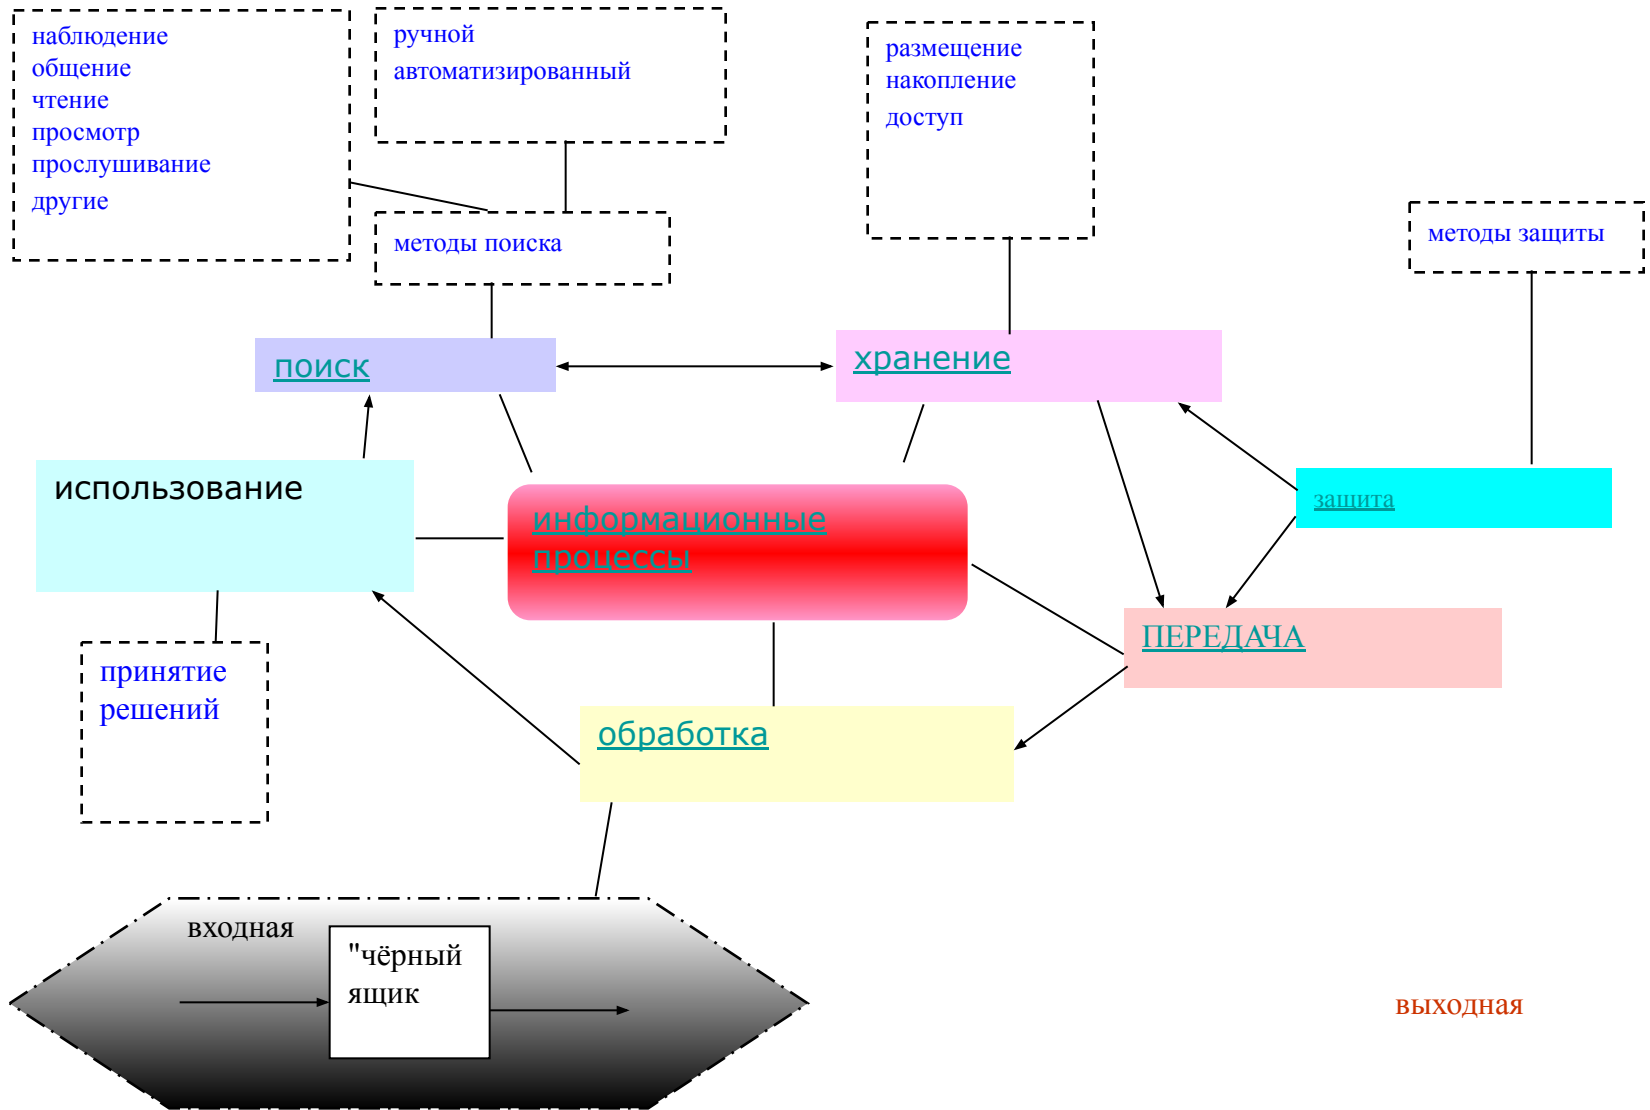 наблюдение
общение
чтение
просмотр
прослушивание
другие
ручной
автоматизированный
размещение
накопление
доступ
методы поиска
методы защиты
поиск
хранение
использование
информационные
процессы
защита
ПЕРЕДАЧА
принятие
решений
обработка
входная
"чёрный
ящик
выходная